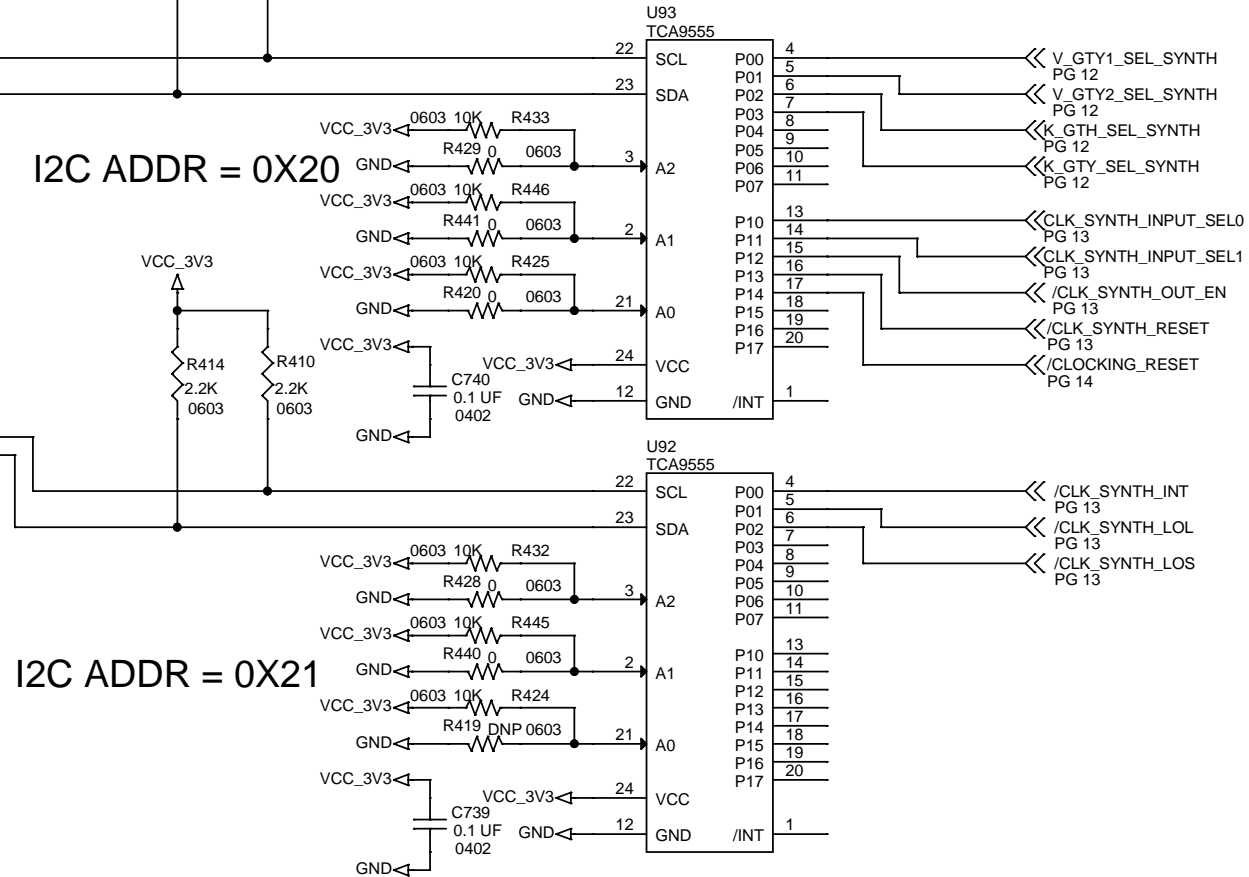 U93
TCA9555
22 SCL P00 4 V_GTY1_SEL_SYNTH
PG 12
P01 5
23 SDA P02 6 V_GTY2_SEL_SYNTH
PG 12
P03 7
VCC_3V3 0603 10K R433 P04 8 K_GTH_SEL_SYNTH
PG 12
P05 9
I2C ADDR = 0X20 GND R429 0 0603 3 A2 P06 10 K_GTY_SEL_SYNTH
P07 11 PG 12
VCC_3V3 0603 10K R446
P10 13 CLK_SYNTH_INPUT_SEL0
PG 13
GND R441 0 0603 2 A1 P11 14
P12 15 CLK_SYNTH_INPUT_SEL1
PG 13
VCC_3V3 0603 10K R425 P13 16
P14 17 /CLK_SYNTH_OUT_EN
PG 13
GND R420 0 0603 21 A0 P15 18
P16 19 /CLK_SYNTH_RESET
PG 13
P17 20
VCC_3V3 VCC_3V3 24 VCC /CLOCKING_RESET
PG 14
C740
0.1 UF
0402
GND 12 GND /INT 1
GND
VCC_3V3
R414 R410
2.2K 2.2K
0603 0603
U92
TCA9555
22 SCL P00 4 /CLK_SYNTH_INT
PG 13
P01 5
23 SDA P02 6 /CLK_SYNTH_LOL
PG 13
P03 7
VCC_3V3 0603 10K R432 P04 8 /CLK_SYNTH_LOS
PG 13
P05 9
GND R428 0 0603 3 A2 P06 10
P07 11
VCC_3V3 0603 10K R445
P10 13
I2C ADDR = 0X21 GND R440 0 0603 2 A1 P11 14
P12 15
VCC_3V3 0603 10K R424 P13 16
P14 17
GND R419 DNP 0603 21 A0 P15 18
P16 19
P17 20
VCC_3V3 VCC_3V3 24 VCC
C739
0.1 UF
0402
GND 12 GND /INT 1
GND